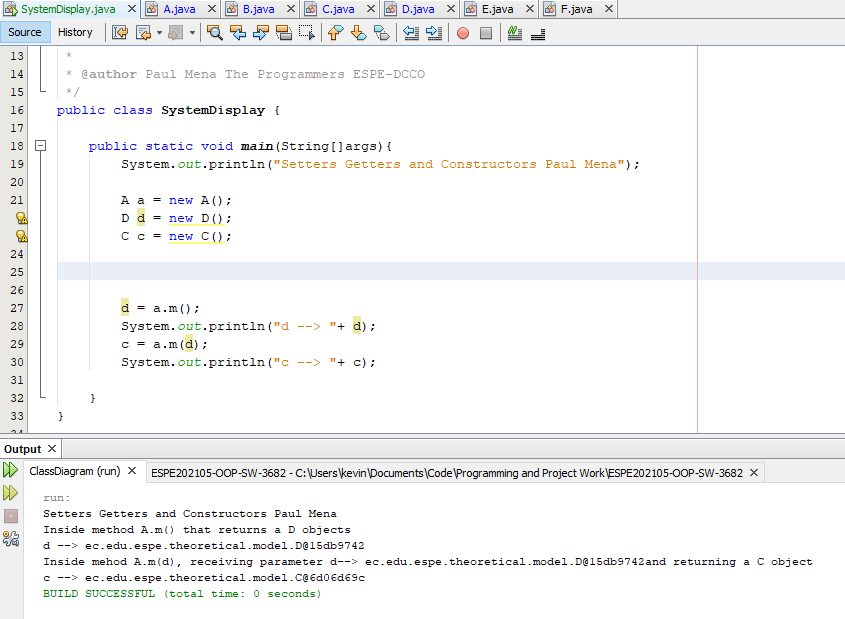 SystemDisplay.java × A.java × B.java × C.java × D.java × E.java × F.java ×
Source History
13 *
14 * @author Paul Mena The Programmers ESPE-DCCO
15 */
16 public class SystemDisplay {
17
18 public static void main(String[]args){
19 System.out.println("Setters Getters and Constructors Paul Mena");
20
21 A a = new A();
D d = new D();
C c = new C();
24
25
26
27 d = a.m();
28 System.out.println("d --> "+ d);
29 c = a.m(d);
30 System.out.println("c --> "+ c);
31
32 }
33 }
Output ×
ClassDiagram (run) × ESPE202105-OOP-SW-3682 - C:\Users\kevin\Documents\Code\Programming and Project Work\ESPE202105-OOP-SW-3682 ×
run:
Setters Getters and Constructors Paul Mena
Inside method A.m() that returns a D objects
d --> ec.edu.espe.theoretical.model.D@15db9742
Inside mehod A.m(d), receiving parameter d--> ec.edu.espe.theoretical.model.D@15db9742and returning a C object
c --> ec.edu.espe.theoretical.model.C@6d06d69c
BUILD SUCCESSFUL (total time: 0 seconds)